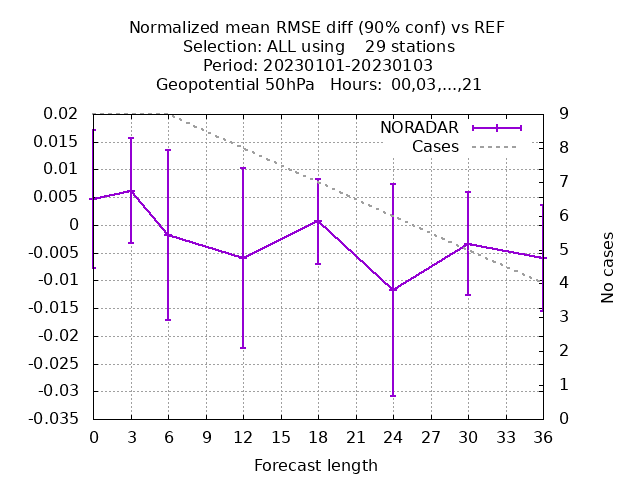 Normalized mean RMSE diff (90% conf) vs REF
Selection: ALL using    29 stations
Period: 20230101-20230103
Geopotential 50hPa   Hours:  00,03,...,21
NORADAR
Cases
0.02
0.015
0.01
0.005
0
-0.005
-0.01
-0.015
-0.02
-0.025
-0.03
-0.035
9
8
7
6
5
4
3
2
1
0
No cases
0 3 6 9 12 15 18 21 24 27 30 33 36
Forecast length